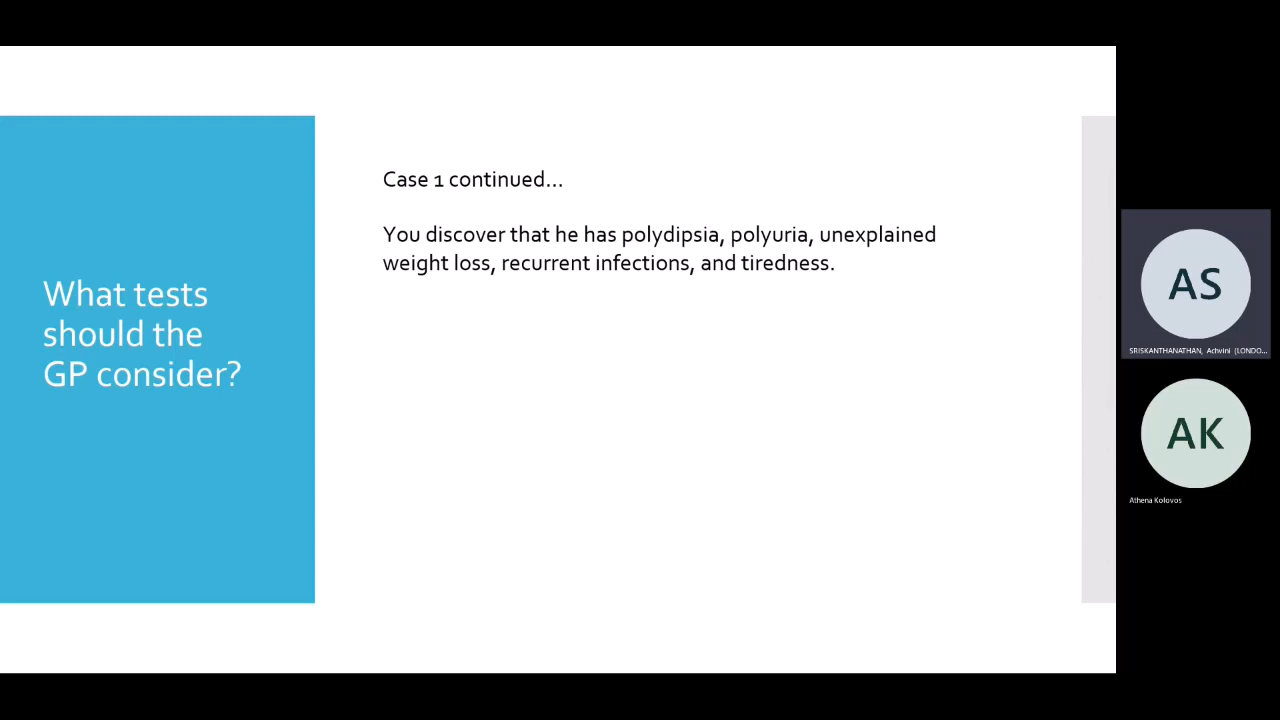 What tests
should the
GP consider?
Case 1 continued...
You discover that he has polydipsia, polyuria, unexplained
weight loss, recurrent infections, and tiredness.
AS
SRISKANTHANATHAN, Achvini (LONDO...
AK
Athena Kolovos